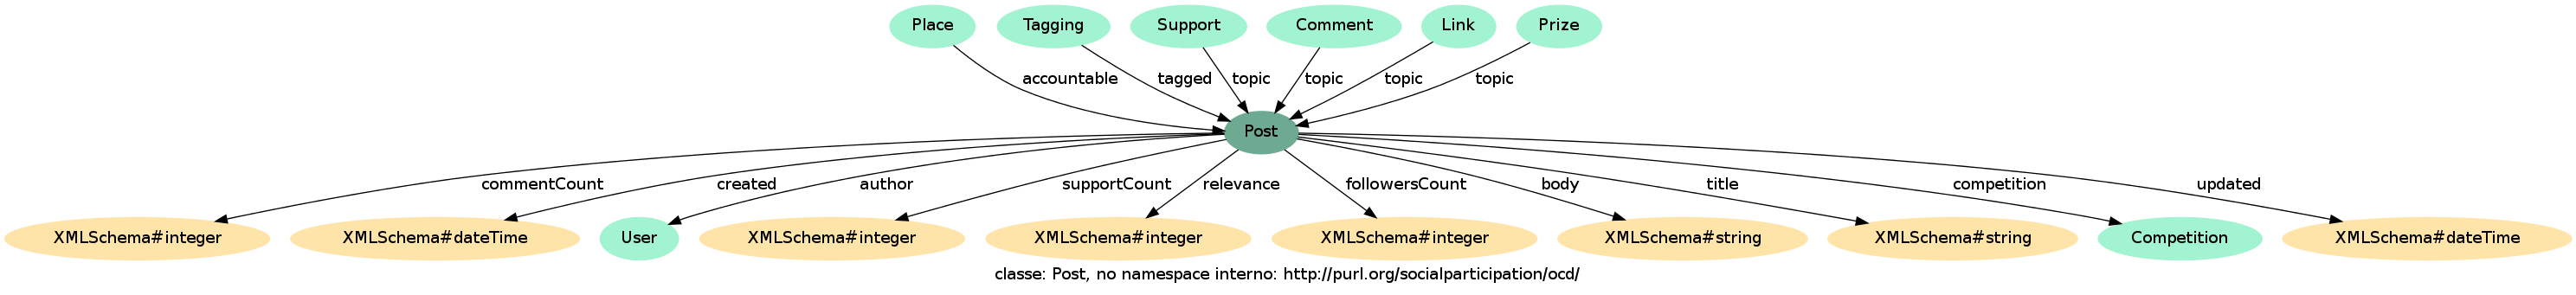 Place
Tagging
Support
Comment
Link
Prize
accountable
tagged
topic
topic
topic
topic
Post
commentCount
created
author
supportCount
relevance
followersCount
body
title
competition
updated
XMLSchema#integer
XMLSchema#dateTime
User
XMLSchema#integer
XMLSchema#integer
XMLSchema#integer
XMLSchema#string
XMLSchema#string
Competition
XMLSchema#dateTime
classe: Post, no namespace interno: http://purl.org/socialparticipation/ocd/